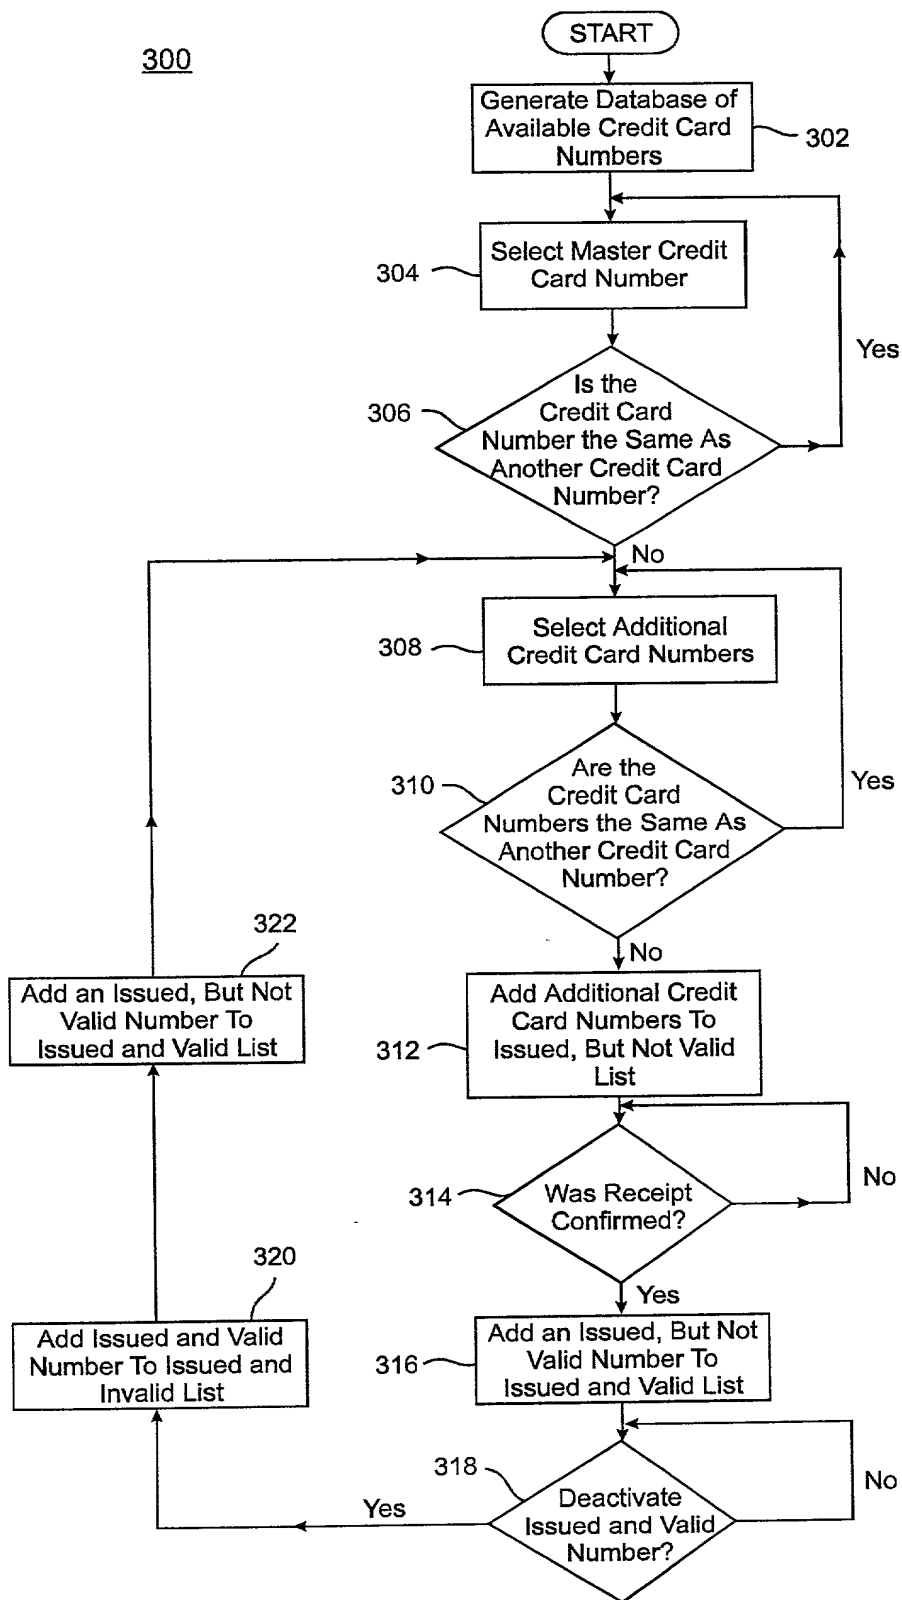 300
START
Generate Database of
Available Credit Card
Numbers
302
Select Master Credit
Card Number
304
Yes
Is the
Credit Card
Number the Same As
Another Credit Card
Number?
306
No
Select Additional
Credit Card Numbers
308
Are the
Credit Card
Numbers the Same As
Another Credit Card
Number?
310
Yes
No
322
Add an Issued, But Not
Valid Number To
Issued and Valid List
Add Additional Credit
Card Numbers To
Issued, But Not Valid
List
312
Was Receipt
Confirmed?
314
No
Yes
320
Add Issued and Valid
Number To Issued and
Invalid List
Add an Issued, But Not
Valid Number To
Issued and Valid List
316
318
Deactivate
Issued and Valid
Number?
No
Yes